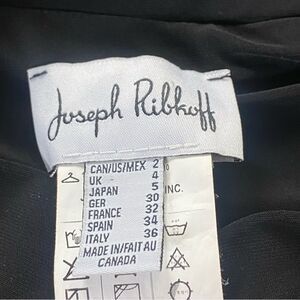 Joseph Ribkoff
CAN/US/MEX 2
UK 4
JAPAN 5
GER 30
FRANCE 32
SPAIN 34
ITALY 36
MADE IN/FAIT AU
CANADA
%
INC.